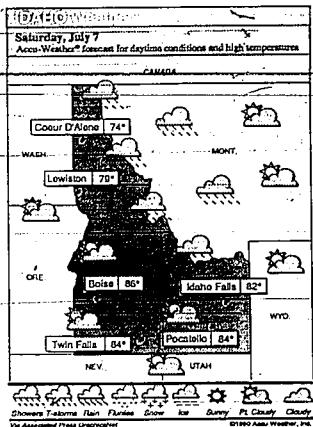 IDAHO Weather
Saturday, July 7
Accu-Weather® forecast for daytime conditions and high temperatures
CANADA
Coeur D'Alene 74°
WASH.
MONT.
Lewiston 79°
ORE.
Boise 86°
Idaho Falls 82°
WYO.
Twin Falls 84°
Pocatello 84°
NEV.
UTAH
Showers T-storms Rain Flurries Snow Ice Sunny Pt. Cloudy Cloudy
Via Associated Press GraphicsNet
©1990 Accu-Weather, Inc.